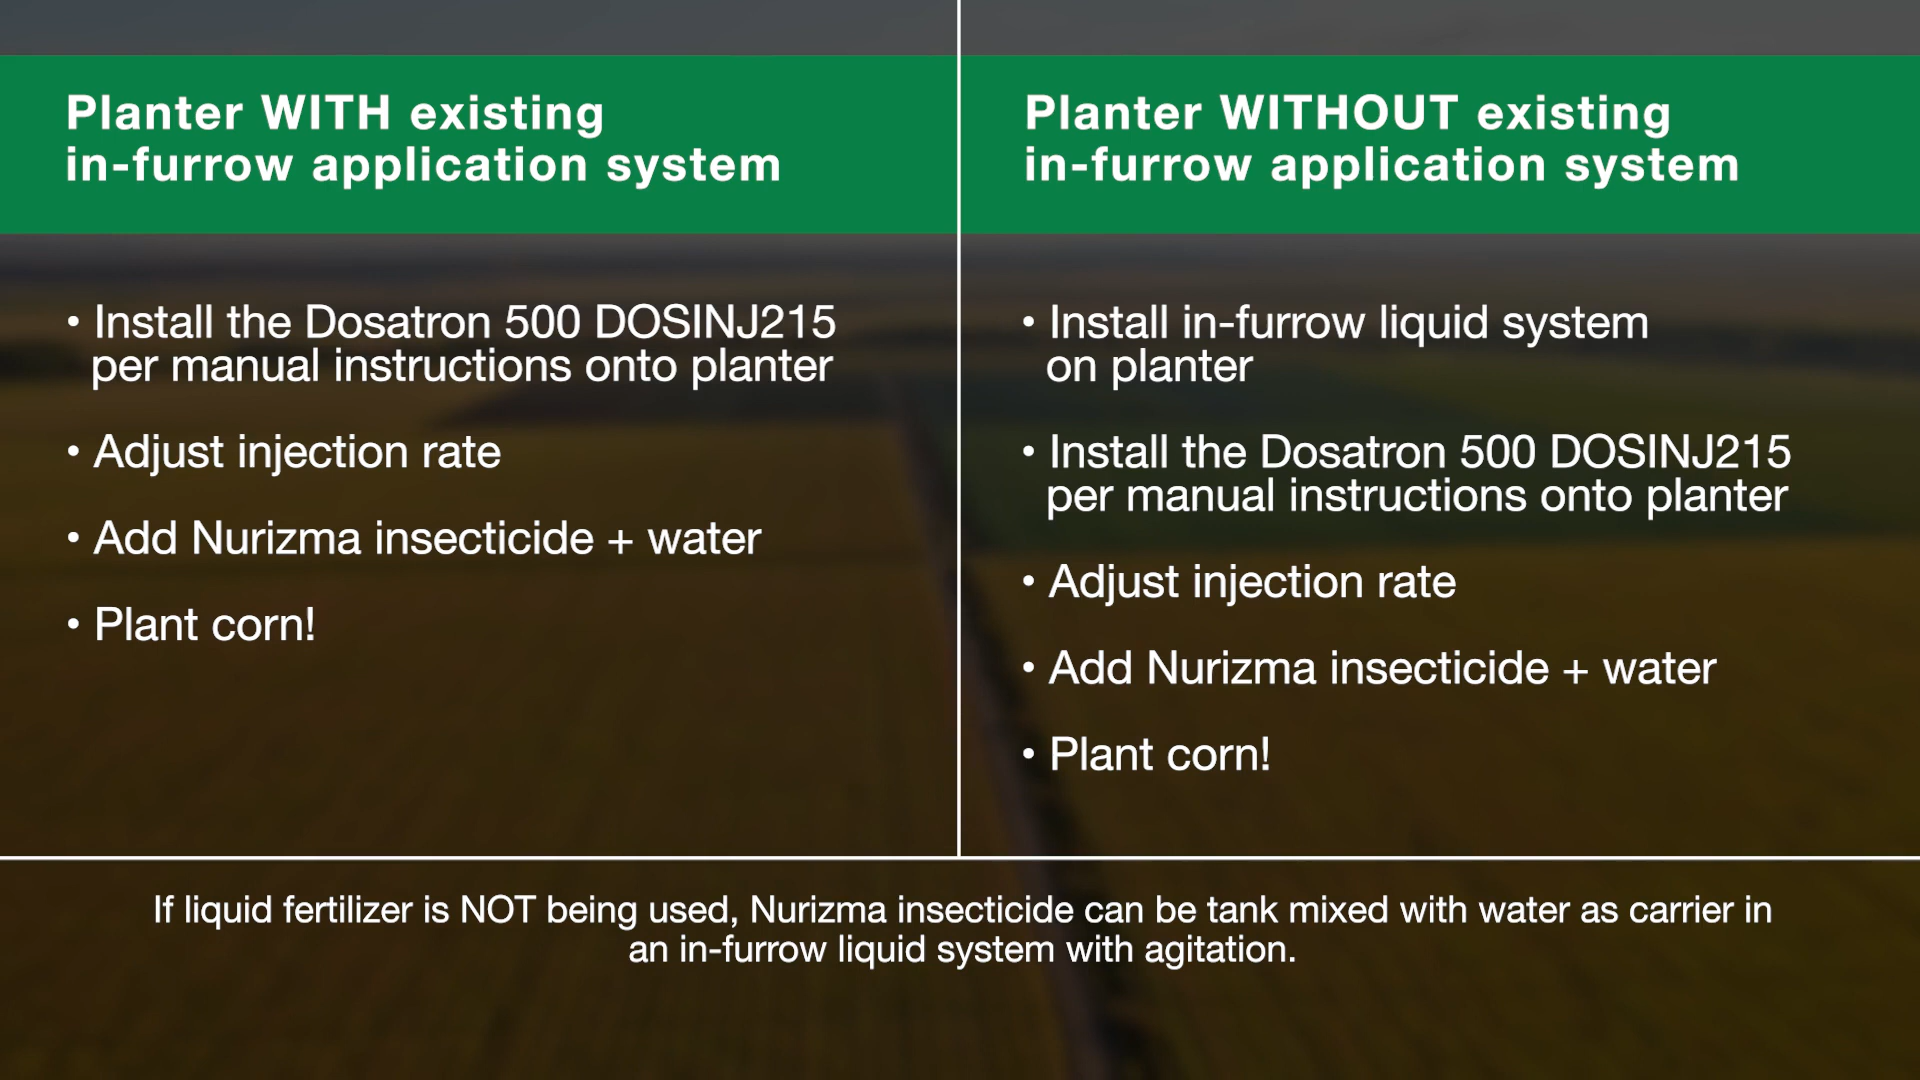 Planter WITH existing
in-furrow application system
• Install the Dosatron 500 DOSINJ215
per manual instructions onto planter
• Adjust injection rate
• Add Nurizma insecticide + water
• Plant corn!
Planter WITHOUT existing
in-furrow application system
• Install in-furrow liquid system
on planter
• Install the Dosatron 500 DOSINJ215
per manual instructions onto planter
• Adjust injection rate
• Add Nurizma insecticide + water
• Plant corn!
If liquid fertilizer is NOT being used, Nurizma insecticide can be tank mixed with water as carrier in
an in-furrow liquid system with agitation.